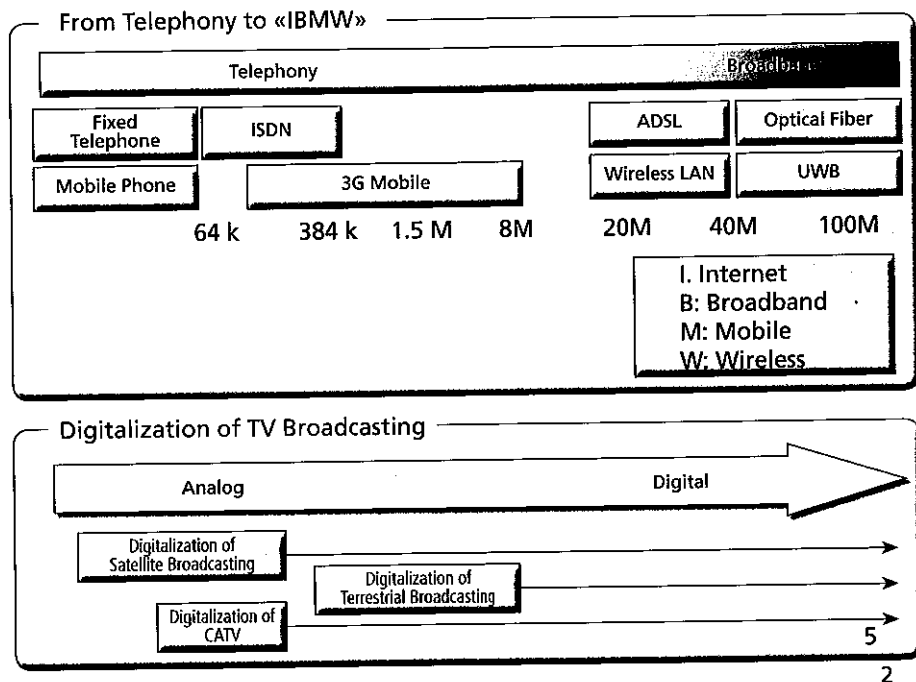 From Telephony to «IBMW»
Telephony
Broadband
Fixed
Telephone
ISDN
ADSL
Optical Fiber
Mobile Phone
3G Mobile
Wireless LAN
UWB
64 k 384 k 1.5 M 8M 20M 40M 100M
I. Internet
B: Broadband
M: Mobile
W: Wireless
Digitalization of TV Broadcasting
Analog
Digital
Digitalization of
Satellite Broadcasting
Digitalization of
Terrestrial Broadcasting
Digitalization of
CATV
5
2